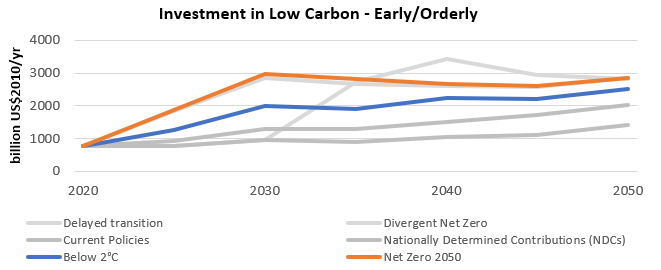 Investment in Low Carbon - Early/Orderly
billion US$2010/yr
4000
3000
2000
1000
0
2020
2030
2040
2050
Delayed transition
Divergent Net Zero
Current Policies
Nationally Determined Contributions (NDCs)
Below 2°C
Net Zero 2050